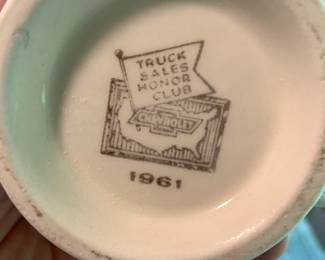 TRUCK
SALES
HONOR
CLUB
CHEVROLET
1961